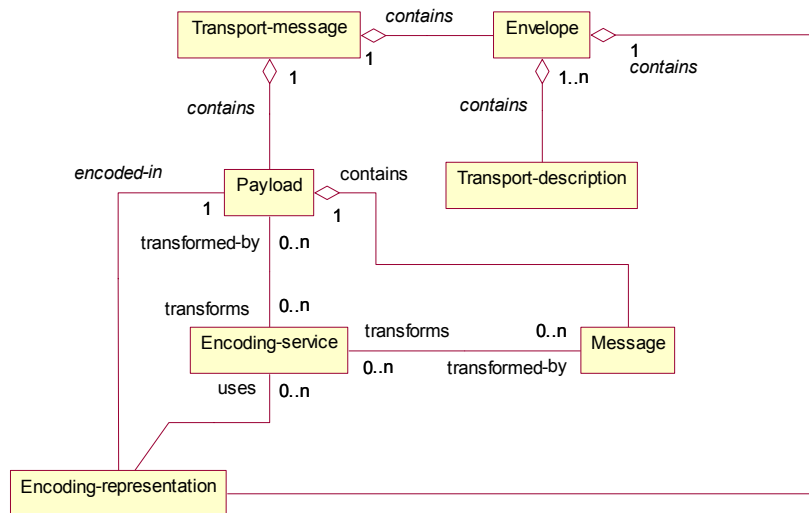 contains
Transport-message
Envelope
1
1
1
contains
1..n
contains
contains
encoded-in
Payload
contains
Transport-description
1
1
transformed-by
0..n
transforms
0..n
Encoding-service
transforms
0..n
Message
0..n
transformed-by
uses
0..n
Encoding-representation